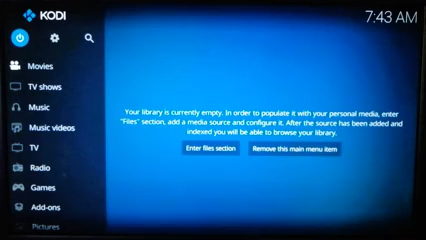 KODI
7:43 AM
Movies
TV shows
Music
Music videos
TV
Radio
Games
Add-ons
Pictures
Your library is currently empty. In order to populate it with your personal media, enter
"Files" section, add a media source and configure it. After the source has been added and
indexed you will be able to browse your library.
Enter files section
Remove this main menu item